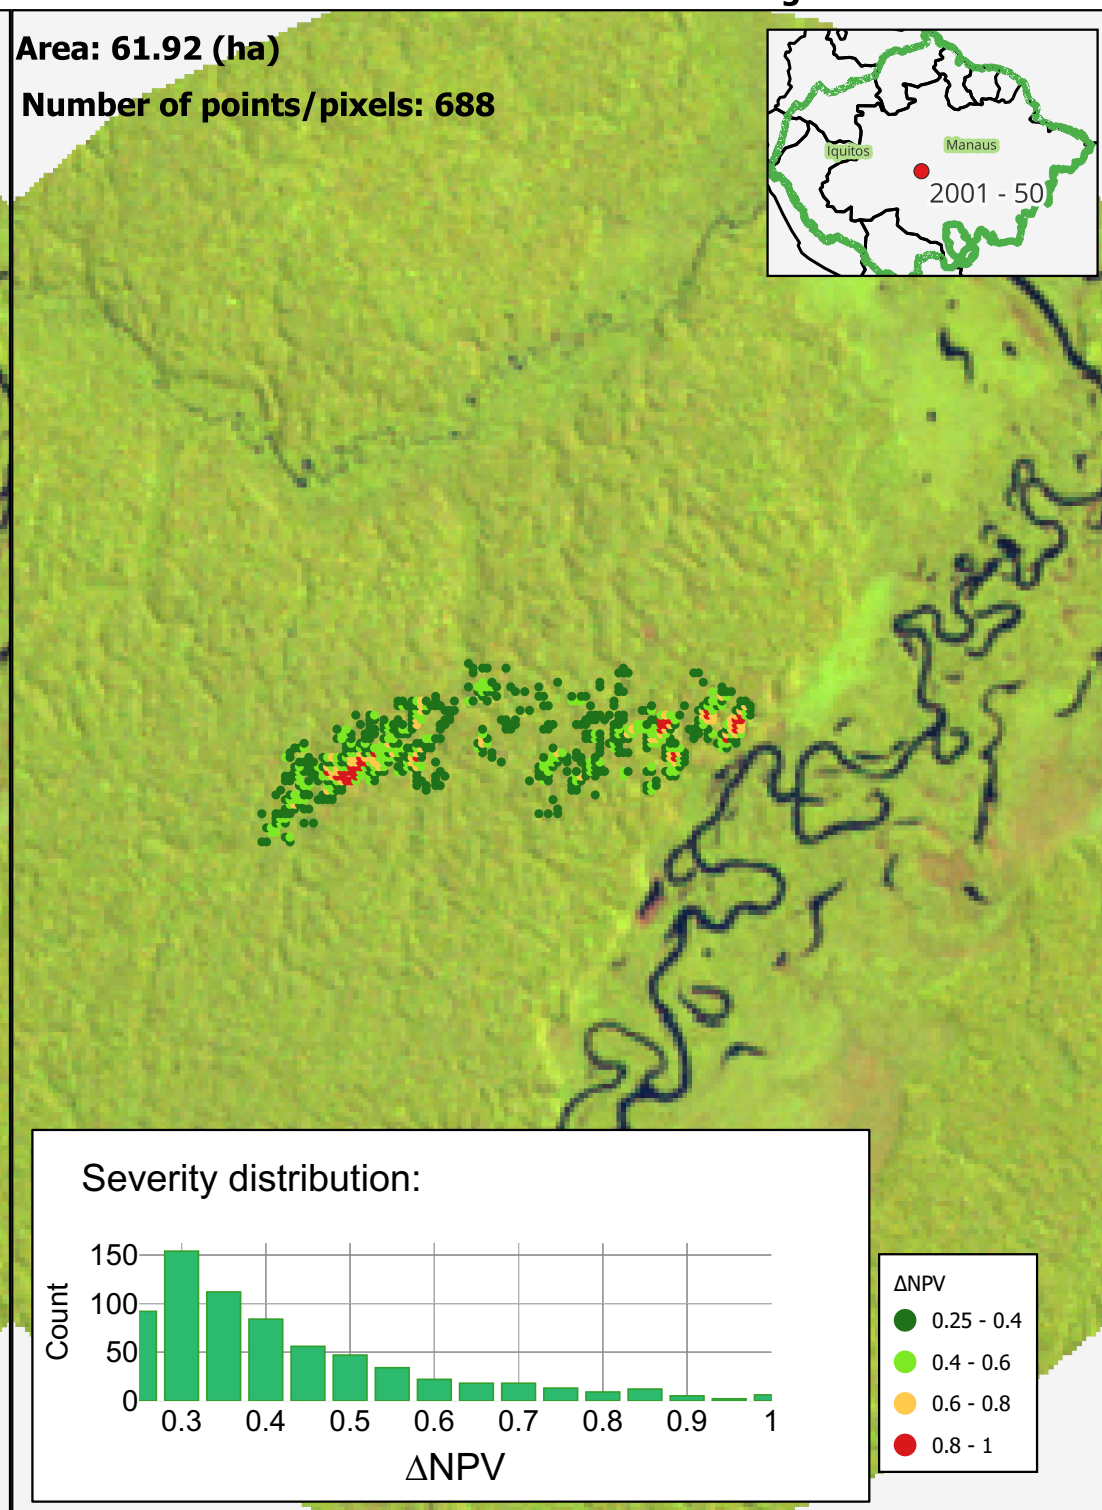 Area: 61.92 (ha)
Number of points/pixels: 688
Iquitos
Manaus
2001 - 50
Severity distribution:
150
100
50
0
Count
0.3 0.4 0.5 0.6 0.7 0.8 0.9 1
ΔNPV
ΔNPV
0.25 - 0.4
0.4 - 0.6
0.6 - 0.8
0.8 - 1